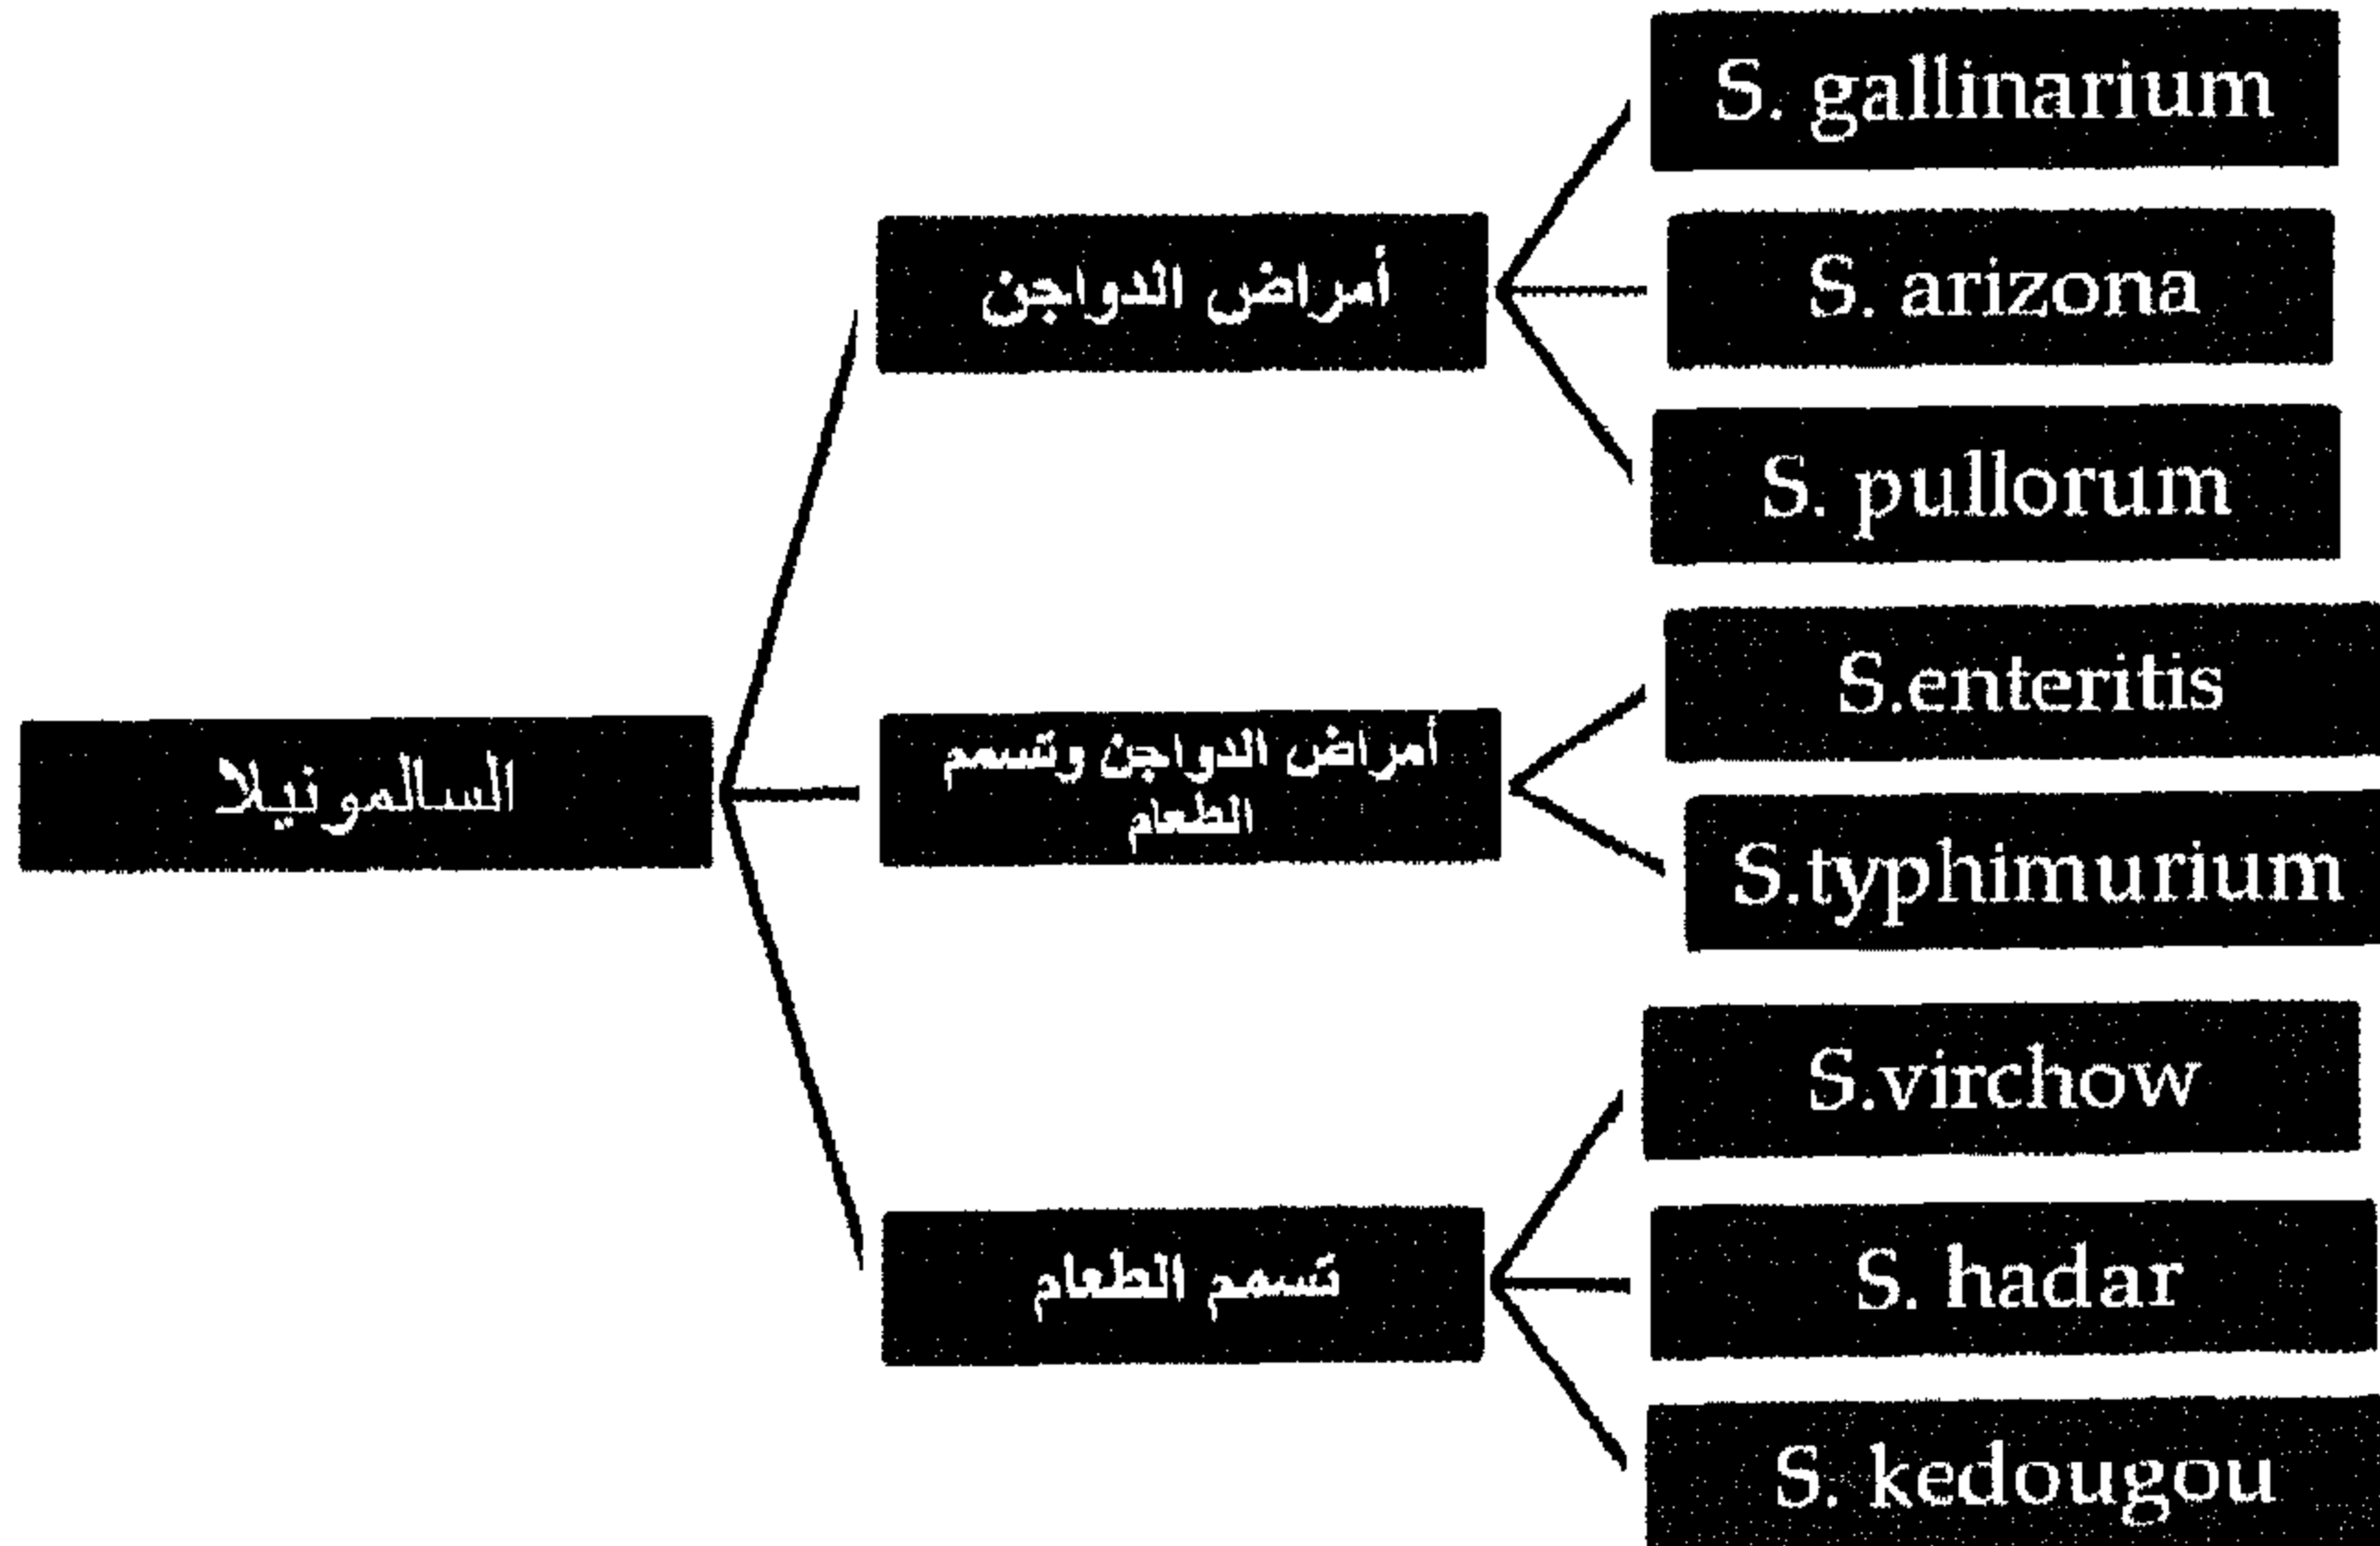 السالمونيلا
أمراض الدواجن
S. gallinarium
S. arizona
S. pullorum
أمراض الدواجن وتسمم
الطعام
S.enteritis
S.typhimurium
تسمم الطعام
S.virchow
S. hadar
S. kedougou